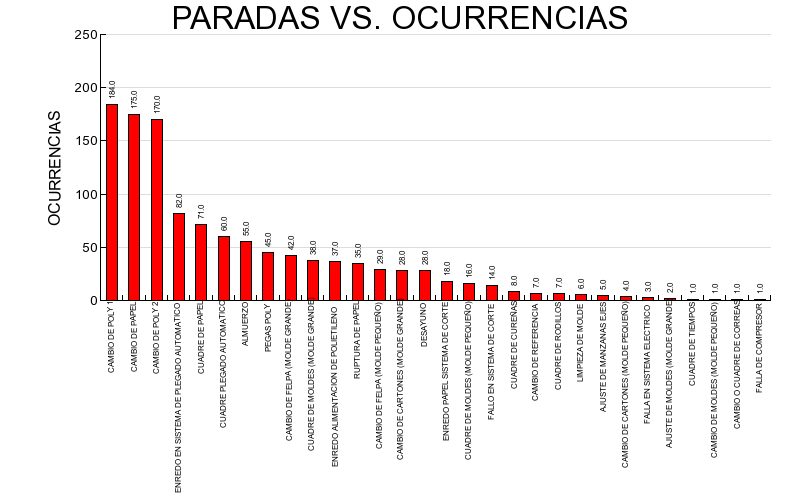 PARADAS VS. OCURRENCIAS
OCURRENCIAS
250
200
150
100
50
0
184.0
175.0
170.0
82.0
71.0
60.0
55.0
45.0
42.0
38.0
37.0
35.0
29.0
28.0
28.0
18.0
16.0
14.0
8.0
7.0
7.0
6.0
5.0
4.0
3.0
2.0
1.0
1.0
1.0
1.0
CAMBIO DE POLY 1
CAMBIO DE PAPEL
CAMBIO DE POLY 2
ENREDO EN SISTEMA DE PLEGADO AUTOMATICO
CUADRE DE PAPEL
CUADRE PLEGADO AUTOMATICO
ALMUERZO
PEGAS POLY
CAMBIO DE FELPA (MOLDE GRANDE)
CUADRE DE MOLDES (MOLDE GRANDE)
ENREDO ALIMENTACION DE POLIETILENO
RUPTURA DE PAPEL
CAMBIO DE FELPA (MOLDE PEQUEÑO)
CAMBIO DE CARTONES (MOLDE GRANDE)
DESAYUNO
ENREDO PAPEL SISTEMA DE CORTE
CUADRE DE MOLDES (MOLDE PEQUEÑO)
FALLO EN SISTEMA DE CORTE
CUADRE DE CUREÑAS
CAMBIO DE REFERENCIA
CUADRE DE RODILLOS
LIMPIEZA DE MOLDE
AJUSTE DE MANZANAS EJES
CAMBIO DE CARTONES (MOLDE PEQUEÑO)
FALLA EN SISTEMA ELECTRICO
AJUSTE DE MOLDES (MOLDE GRANDE)
CUADRE DE TIEMPOS
CAMBIO DE MOLDES (MOLDE PEQUEÑO)
CAMBIO O CUADRE DE CORREAS
FALLA DE COMPRESOR